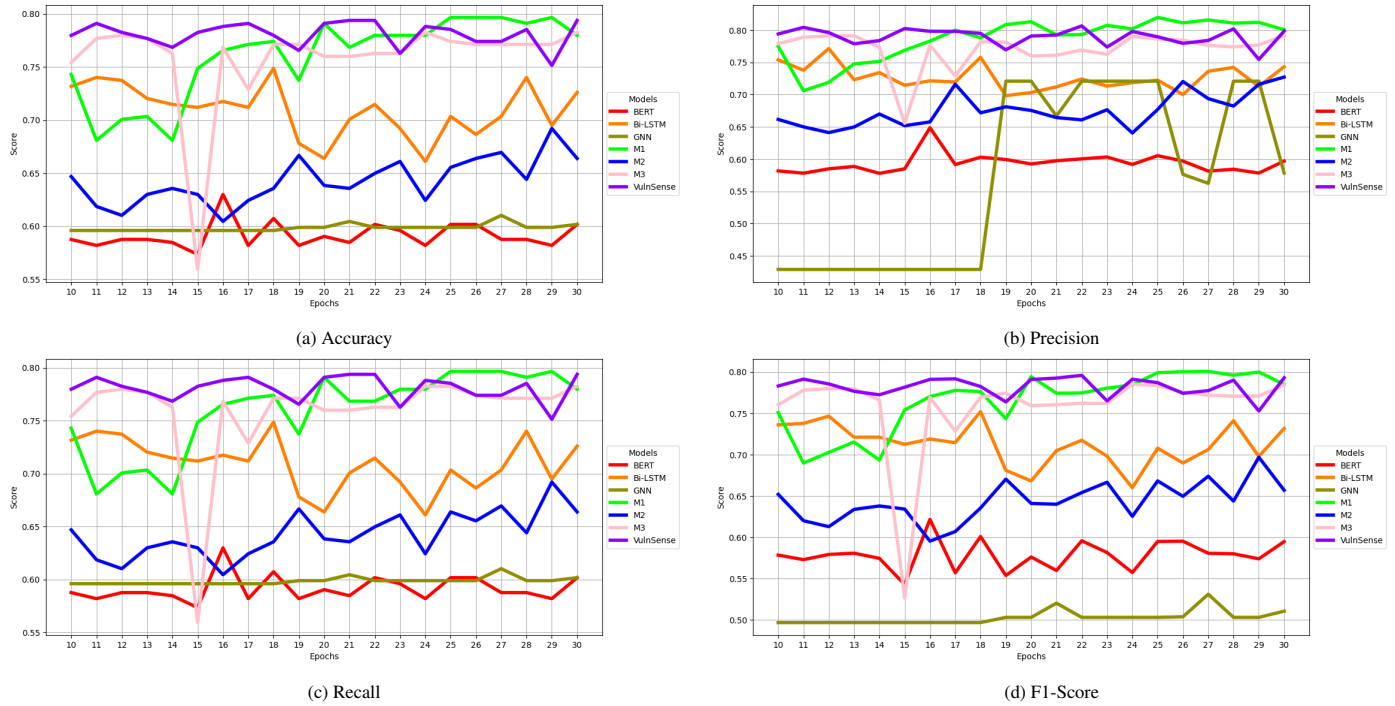 0.80
0.75
0.70
0.65
0.60
0.55
Score
10 11 12 13 14 15 16 17 18 19 20 21 22 23 24 25 26 27 28 29 30
Epochs
Models
BERT
Bi-LSTM
GNN
M1
M2
M3
VulnSense
(a) Accuracy
0.80
0.75
0.70
0.65
0.60
0.55
0.50
0.45
Score
10 11 12 13 14 15 16 17 18 19 20 21 22 23 24 25 26 27 28 29 30
Epochs
Models
BERT
Bi-LSTM
GNN
M1
M2
M3
VulnSense
(b) Precision
0.80
0.75
0.70
0.65
0.60
0.55
Score
10 11 12 13 14 15 16 17 18 19 20 21 22 23 24 25 26 27 28 29 30
Epochs
Models
BERT
Bi-LSTM
GNN
M1
M2
M3
VulnSense
(c) Recall
0.80
0.75
0.70
0.65
0.60
0.55
0.50
Score
10 11 12 13 14 15 16 17 18 19 20 21 22 23 24 25 26 27 28 29 30
Epochs
Models
BERT
Bi-LSTM
GNN
M1
M2
M3
VulnSense
(d) F1-Score